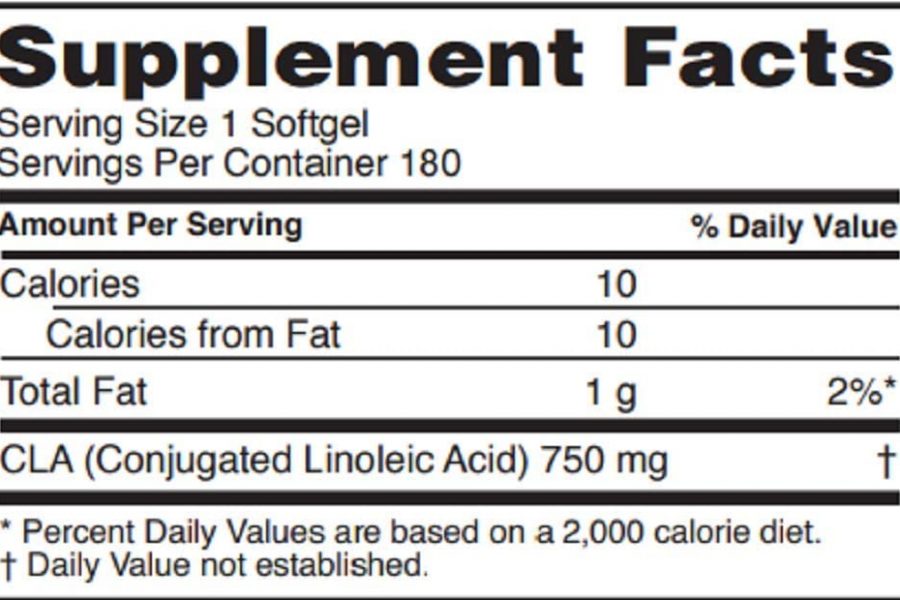 Supplement Facts
Serving Size 1 Softgel
Servings Per Container 180
Amount Per Serving % Daily Value
Calories 10
Calories from Fat 10
Total Fat 1 g 2%*
CLA (Conjugated Linoleic Acid) 750 mg †
* Percent Daily Values are based on a 2,000 calorie diet.
† Daily Value not established.